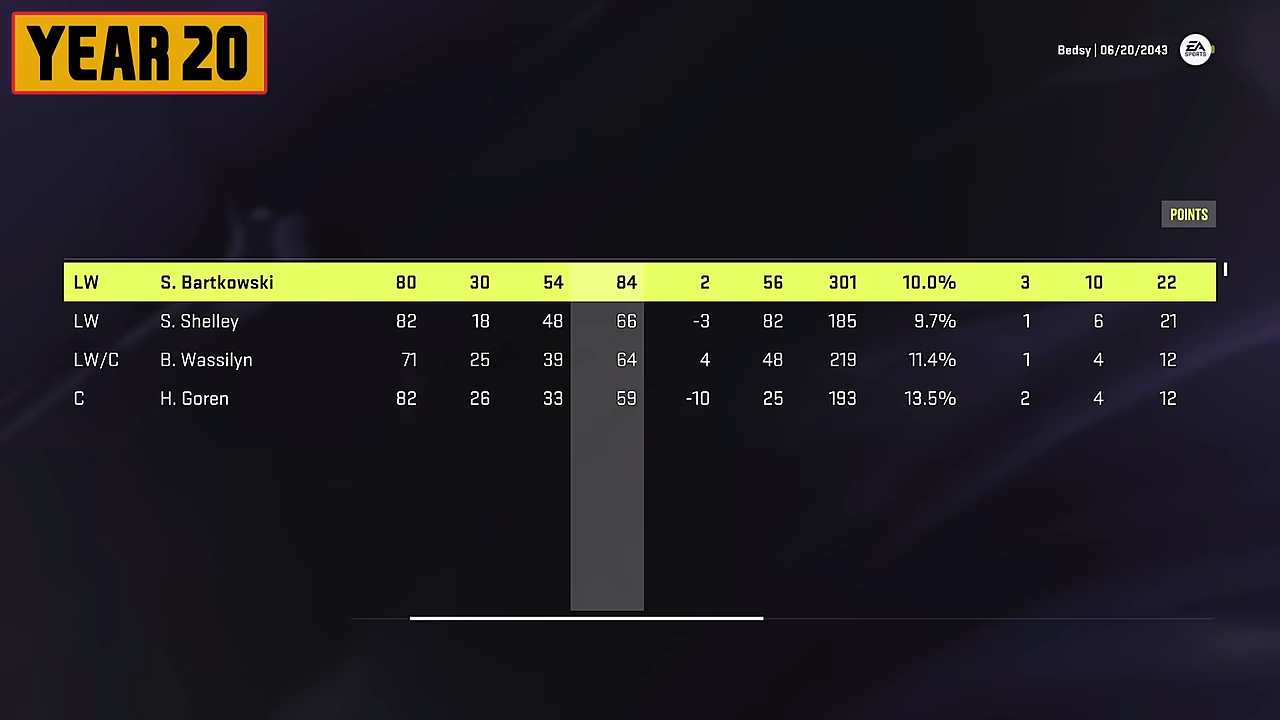 YEAR 20
Bedsy | 06/20/2043
EA SPORTS
POINTS
LW S. Bartkowski 80 30 54 84 2 56 301 10.0% 3 10 22
LW S. Shelley 82 18 48 66 -3 82 185 9.7% 1 6 21
LW/C B. Wassilyn 71 25 39 64 4 48 219 11.4% 1 4 12
C H. Goren 82 26 33 59 -10 25 193 13.5% 2 4 12